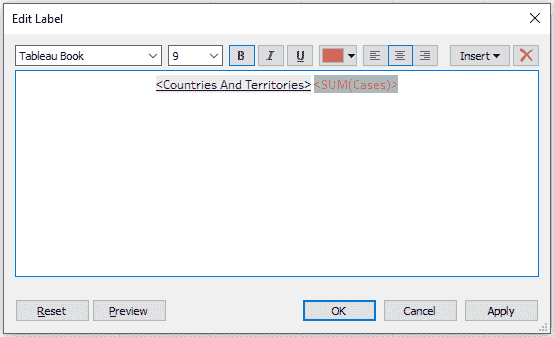 Edit Label
Tableau Book 9 B I U Insert
<Countries And Territories> <SUM(Cases)>
Reset Preview OK Cancel Apply